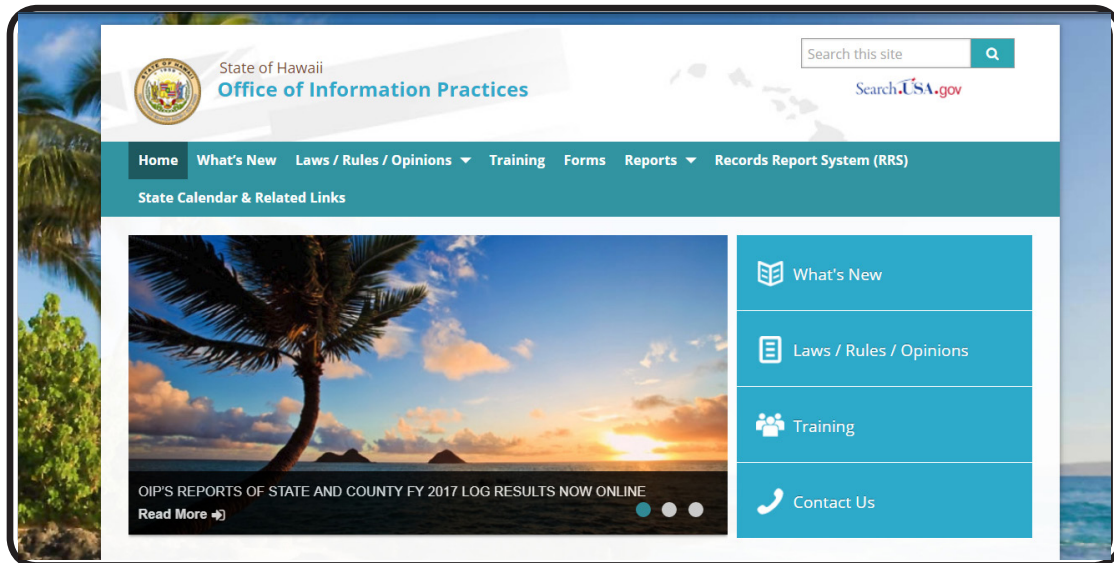 State of Hawaii
Office of Information Practices
Search this site
Search.USA.gov
Home What's New Laws / Rules / Opinions Training Forms Reports Records Report System (RRS)
State Calendar & Related Links
What's New
Laws / Rules / Opinions
Training
Contact Us
OIP'S REPORTS OF STATE AND COUNTY FY 2017 LOG RESULTS NOW ONLINE
Read More